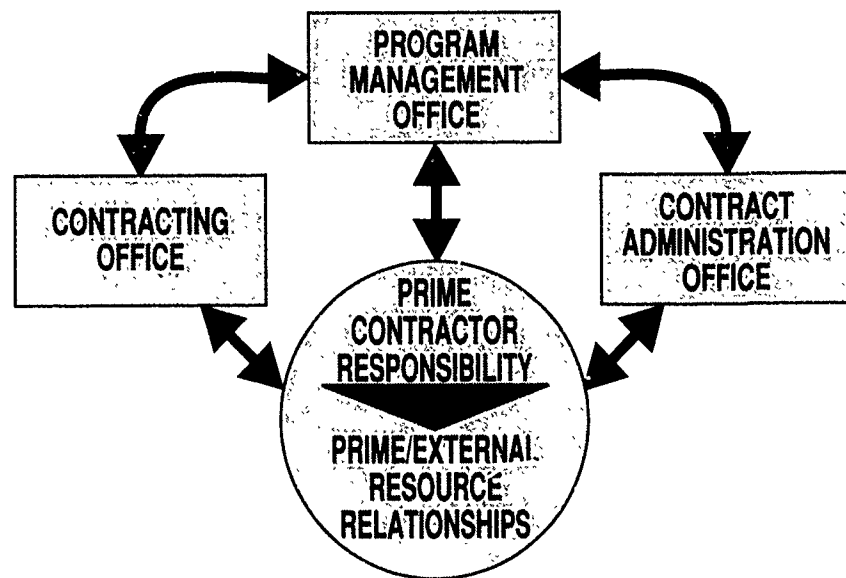 PROGRAM
MANAGEMENT
OFFICE
CONTRACTING
OFFICE
CONTRACT
ADMINISTRATION
OFFICE
PRIME
CONTRACTOR
RESPONSIBILITY
PRIME/EXTERNAL
RESOURCE
RELATIONSHIPS